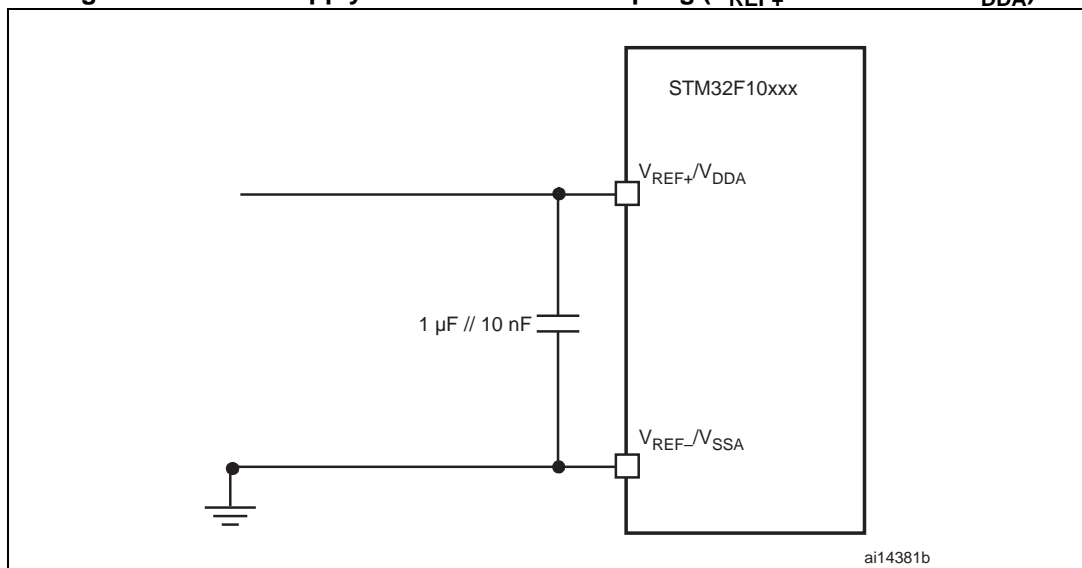 STM32F10xxx
VREF+/VDDA
1 µF // 10 nF
VREF–/VSSA
ai14381b